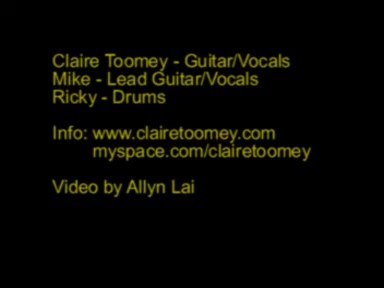 Claire Toomey - Guitar/Vocals
Mike - Lead Guitar/Vocals
Ricky - Drums
Info: www.clairetoomey.com
myspace.com/clairetoomey
Video by Allyn Lai